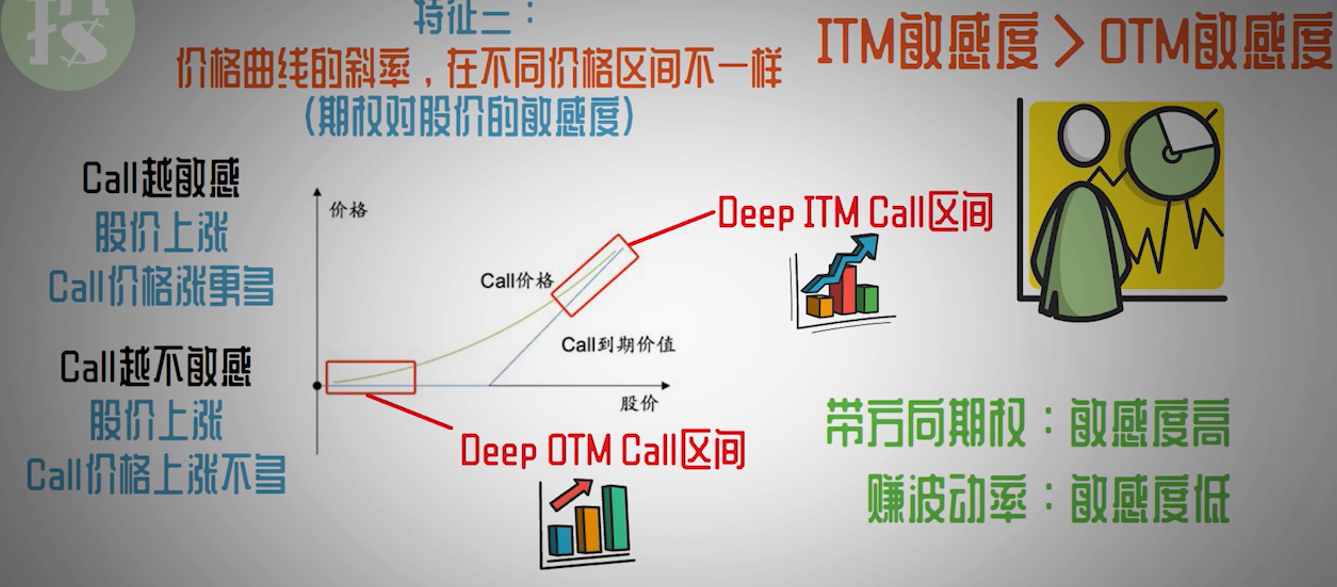 特征三：
价格曲线的斜率，在不同价格区间不一样
(期权对股价的敏感度)
ITM敏感度＞OTM敏感度
Call越敏感
股价上涨
Call价格涨更多
Call越不敏感
股价上涨
Call价格上涨不多
价格
Call价格
Deep ITM Call区间
Call到期价值
股价
Deep OTM Call区间
带方向期权：敏感度高
赚波动率：敏感度低